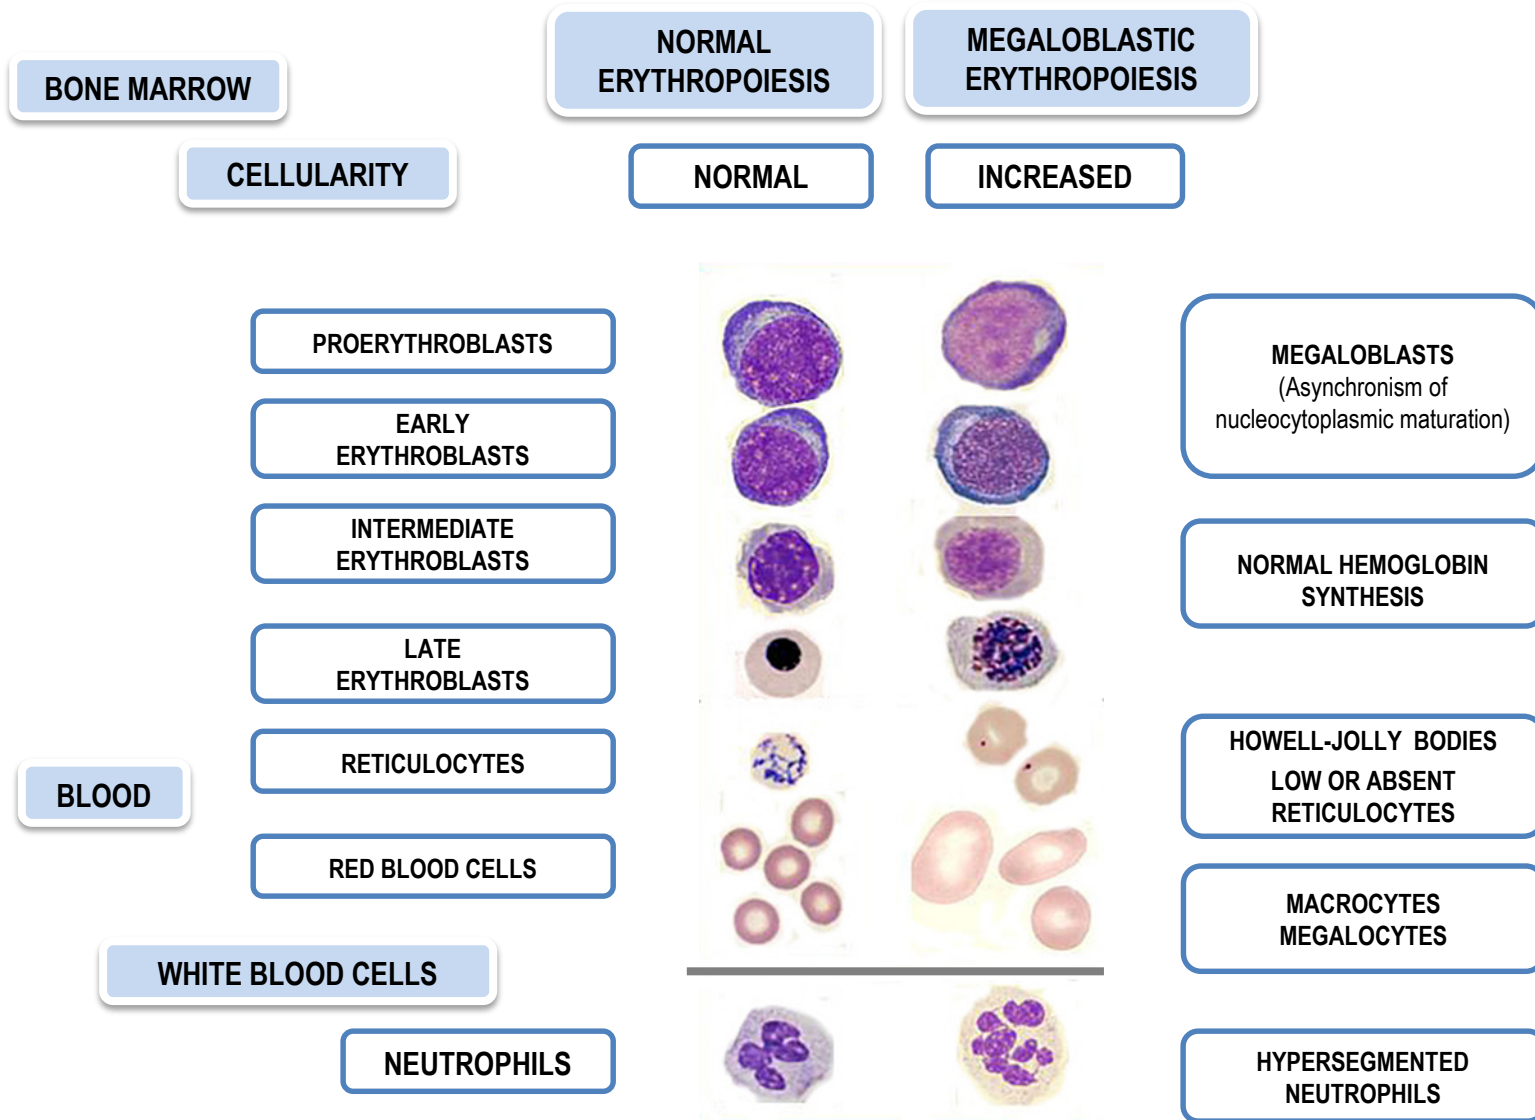 NORMAL
ERYTHROPOIESIS
MEGALOBLASTIC
ERYTHROPOIESIS
BONE MARROW
CELLULARITY
NORMAL
INCREASED
PROERYTHROBLASTS
MEGALOBLASTS
(Asynchronism of
nucleocytoplasmic maturation)
EARLY
ERYTHROBLASTS
INTERMEDIATE
ERYTHROBLASTS
NORMAL HEMOGLOBIN
SYNTHESIS
LATE
ERYTHROBLASTS
BLOOD
RETICULOCYTES
HOWELL-JOLLY BODIES
LOW OR ABSENT
RETICULOCYTES
RED BLOOD CELLS
MACROCYTES
MEGALOCYTES
WHITE BLOOD CELLS
NEUTROPHILS
HYPERSEGMENTED
NEUTROPHILS